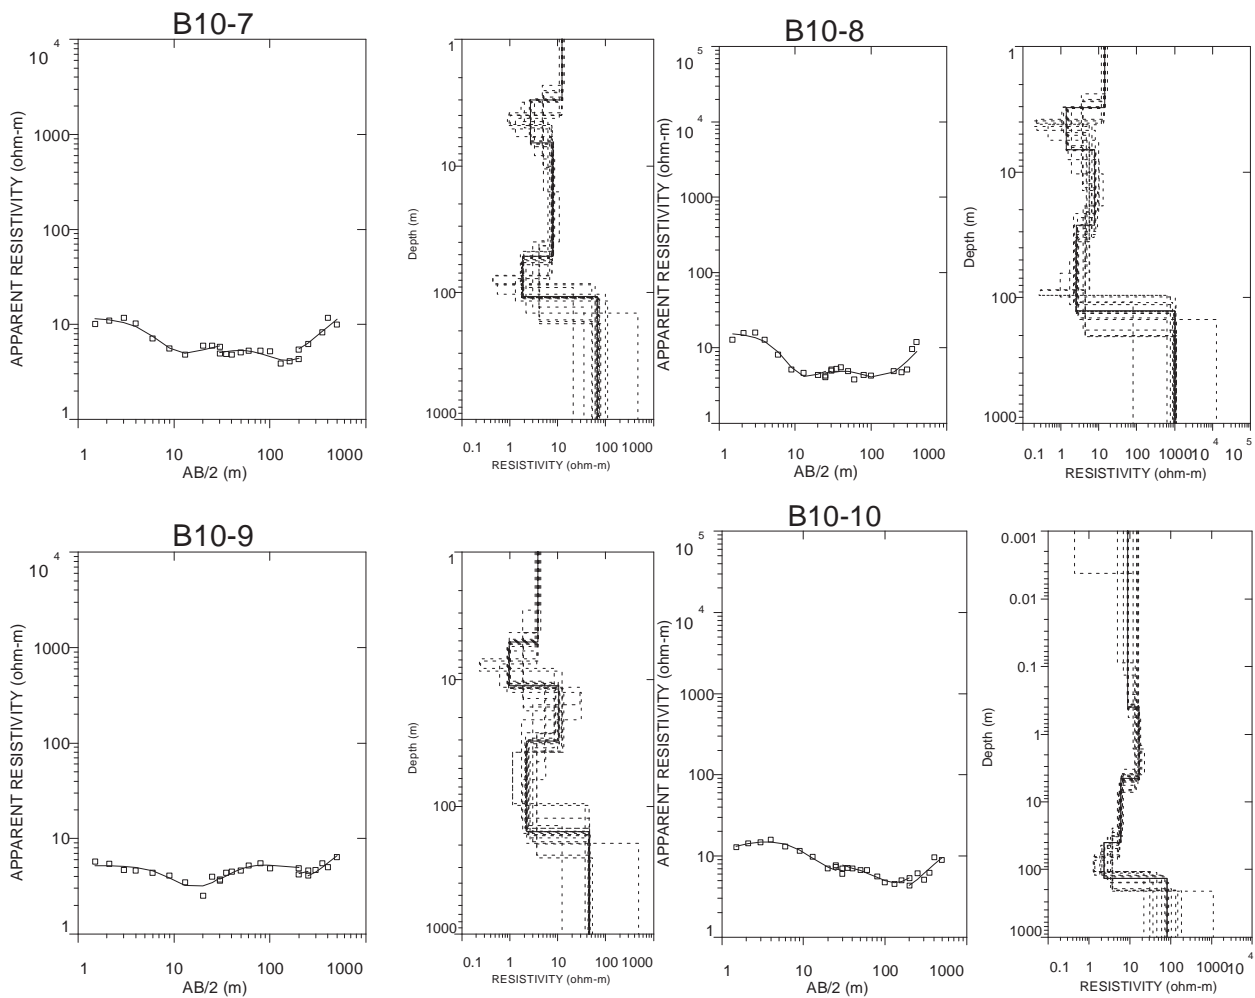 B10-7
10 4
1000
100
10
1
APPARENT RESISTIVITY (ohm-m)
1 10 100 1000
AB/2 (m)
1
10
100
1000
Depth (m)
0.1 1 10 100 1000
RESISTIVITY (ohm-m)
B10-8
10 5
10 4
1000
100
10
1
APPARENT RESISTIVITY (ohm-m)
1 10 100 1000
AB/2 (m)
1
10
100
1000
Depth (m)
0.1 1 10 100 1000 10 4 10 5
RESISTIVITY (ohm-m)
B10-9
10 4
1000
100
10
1
APPARENT RESISTIVITY (ohm-m)
1 10 100 1000
AB/2 (m)
1
10
100
1000
Depth (m)
0.1 1 10 100 1000
RESISTIVITY (ohm-m)
B10-10
10 5
10 4
1000
100
10
1
APPARENT RESISTIVITY (ohm-m)
1 10 100 1000
AB/2 (m)
0.001
0.01
0.1
1
10
100
1000
Depth (m)
0.1 1 10 100 1000 10 4
RESISTIVITY (ohm-m)